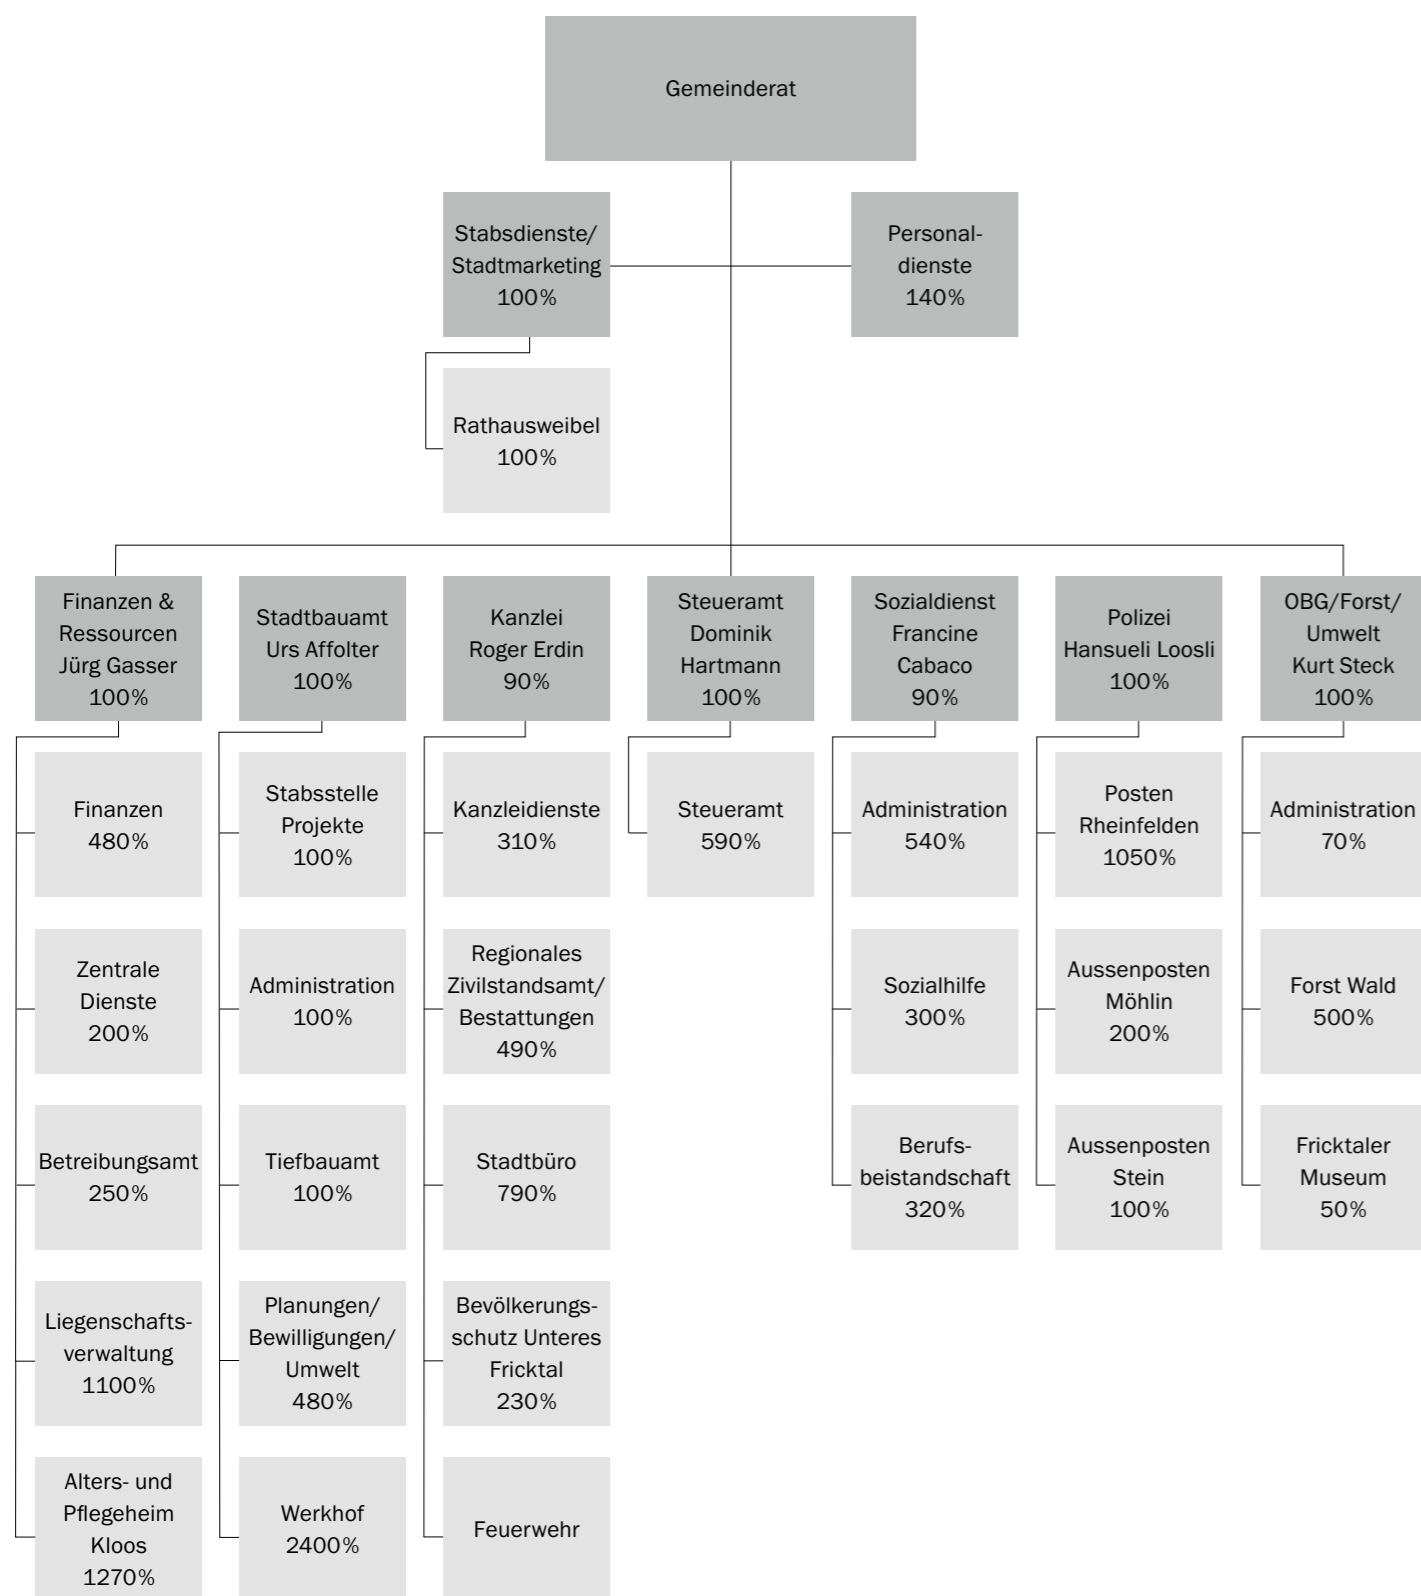 Gemeinderat
Stabsdienste/
Stadtmarketing
100%
Personal-
dienste
140%
Rathausweibel
100%
Finanzen &
Ressourcen
Jürg Gasser
100%
Stadtbauamt
Urs Affolter
100%
Kanzlei
Roger Erdin
90%
Steueramt
Dominik
Hartmann
100%
Sozialdienst
Francine
Cabaco
90%
Polizei
Hansueli Loosli
100%
OBG/Forst/
Umwelt
Kurt Steck
100%
Finanzen
480%
Stabsstelle
Projekte
100%
Kanzleidienste
310%
Steueramt
590%
Administration
540%
Posten
Rheinfelden
1050%
Administration
70%
Zentrale
Dienste
200%
Administration
100%
Regionales
Zivilstandsamt/
Bestattungen
490%
Sozialhilfe
300%
Aussenposten
Möhlin
200%
Forst Wald
500%
Betreibungsamt
250%
Tiefbauamt
100%
Stadtbüro
790%
Berufs-
beistandschaft
320%
Aussenposten
Stein
100%
Fricktaler
Museum
50%
Liegenschafts-
verwaltung
1100%
Planungen/
Bewilligungen/
Umwelt
480%
Bevölkerungs-
schutz Unteres
Fricktal
230%
Alters- und
Pflegeheim
Kloos
1270%
Werkhof
2400%
Feuerwehr